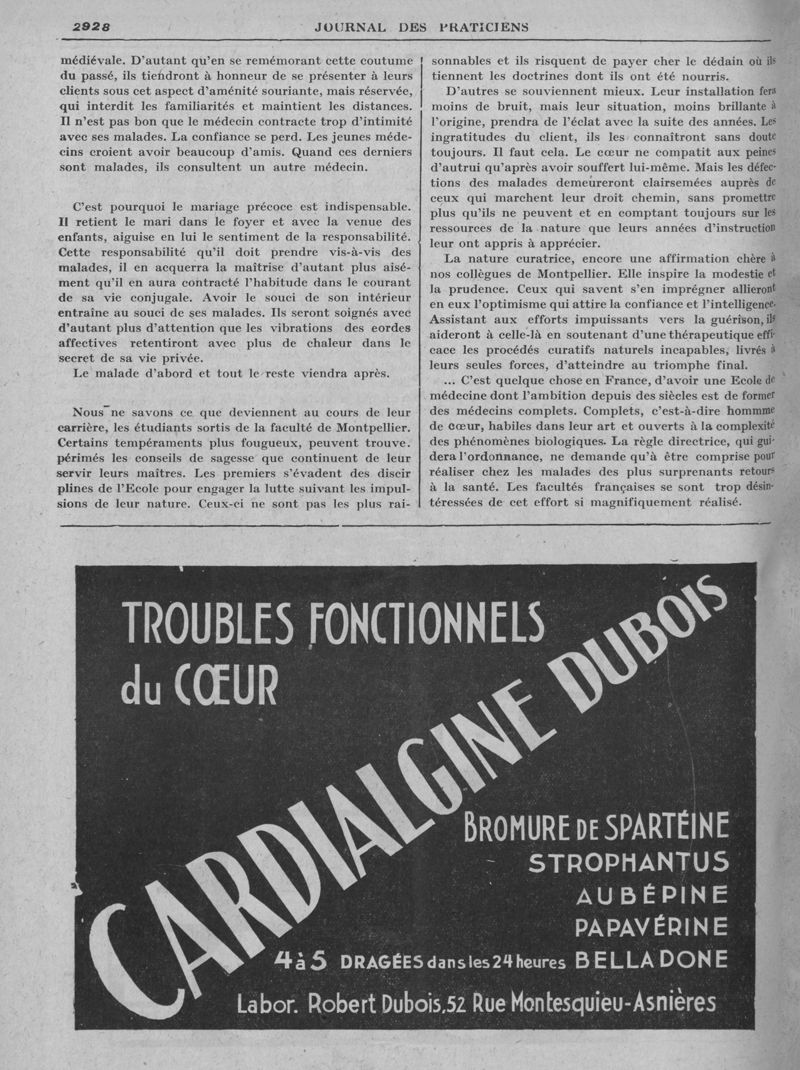 2928
JOURNAL DES PRATICIENS
médiévale. D'autant qu'en se remémorant cette coutume
du passé, ils tiendront à honneur de se présenter à leurs
clients sous cet aspect d'aménité souriante, mais réservée,
qui interdit les familiarités et maintient les distances.
Il n'est pas bon que le médecin contracte trop d'intimité
avec ses malades. La confiance se perd. Les jeunes méde-
cins croient avoir beaucoup d'amis. Quand ces derniers
sont malades, ils consultent un autre médecin.
C'est pourquoi le mariage précoce est indispensable.
Il retient le mari dans le foyer et avec la venue des
enfants, aiguise en lui le sentiment de la responsabilité.
Cette responsabilité qu'il doit prendre vis-à-vis des
malades, il en acquerra la maîtrise d'autant plus aisé-
ment qu'il en aura contracté l'habitude dans le courant
de sa vie conjugale. Avoir le souci de son intérieur
entraîne au souci de ses malades. Ils seront soignés avec
d'autant plus d'attention que les vibrations des eordes
affectives retentiront avec plus de chaleur dans le
secret de sa vie privée.
Le malade d'abord et tout le reste viendra après.
Nous ne savons ce que deviennent au cours de leur
carrière, les étudiants sortis de la faculté de Montpellier.
Certains tempéraments plus fougueux, peuvent trouve.
périmés les conseils de sagesse que continuent de leur
servir leurs maîtres. Les premiers s'évadent des discir
plines de l'Ecole pour engager la lutte suivant les impul-
sions de leur nature. Ceux-ci ne sont pas les plus rai-
sonnables et ils risquent de payer cher le dédain où ils
tiennent les doctrines dont ils ont été nourris.
D'autres se souviennent mieux. Leur installation fera
moins de bruit, mais leur situation, moins brillante à
l'origine, prendra de l'éclat avec la suite des années. Les
ingratitudes du client, ils les connaîtront sans doute
toujours. Il faut cela. Le cœur ne compatit aux peines
d'autrui qu'après avoir souffert lui-même. Mais les défec-
tions des malades demeureront clairsemées auprès de
ceux qui marchent leur droit chemin, sans promettre
plus qu'ils ne peuvent et en comptant toujours sur les
ressources de la nature que leurs années d'instruction
leur ont appris à apprécier.
La nature curatrice, encore une affirmation chère à
nos collègues de Montpellier. Elle inspire la modestie et
la prudence. Ceux qui savent s'en imprégner allieront
en eux l'optimisme qui attire la confiance et l'intelligence.
Assistant aux efforts impuissants vers la guérison, ils
aideront à celle-là en soutenant d'une thérapeutique effi-
cace les procédés curatifs naturels incapables, livrés à
leurs seules forces, d'atteindre au triomphe final.
... C'est quelque chose en France, d'avoir une Ecole de
médecine dont l'ambition depuis des siècles est de former
des médecins complets. Complets, c'est-à-dire hommme
de cœur, habiles dans leur art et ouverts à la complexité
des phénomènes biologiques. La règle directrice, qui gui-
dera l'ordonnance, ne demande qu'à être comprise pour
réaliser chez les malades des plus surprenants retours
à la santé. Les facultés françaises se sont trop désin-
téressées de cet effort si magnifiquement réalisé.
TROUBLES FONCTIONNELS
du CŒUR
CARDIALGINE DUBOIS
BROMURE DE SPARTÉINE
STROPHANTUS
AUBÉPINE
PAPAVÉRINE
4 à 5 DRAGÉES dans les 24 heures BELLADONE
Labor. Robert Dubois, 52 Rue Montesquieu-Asnières